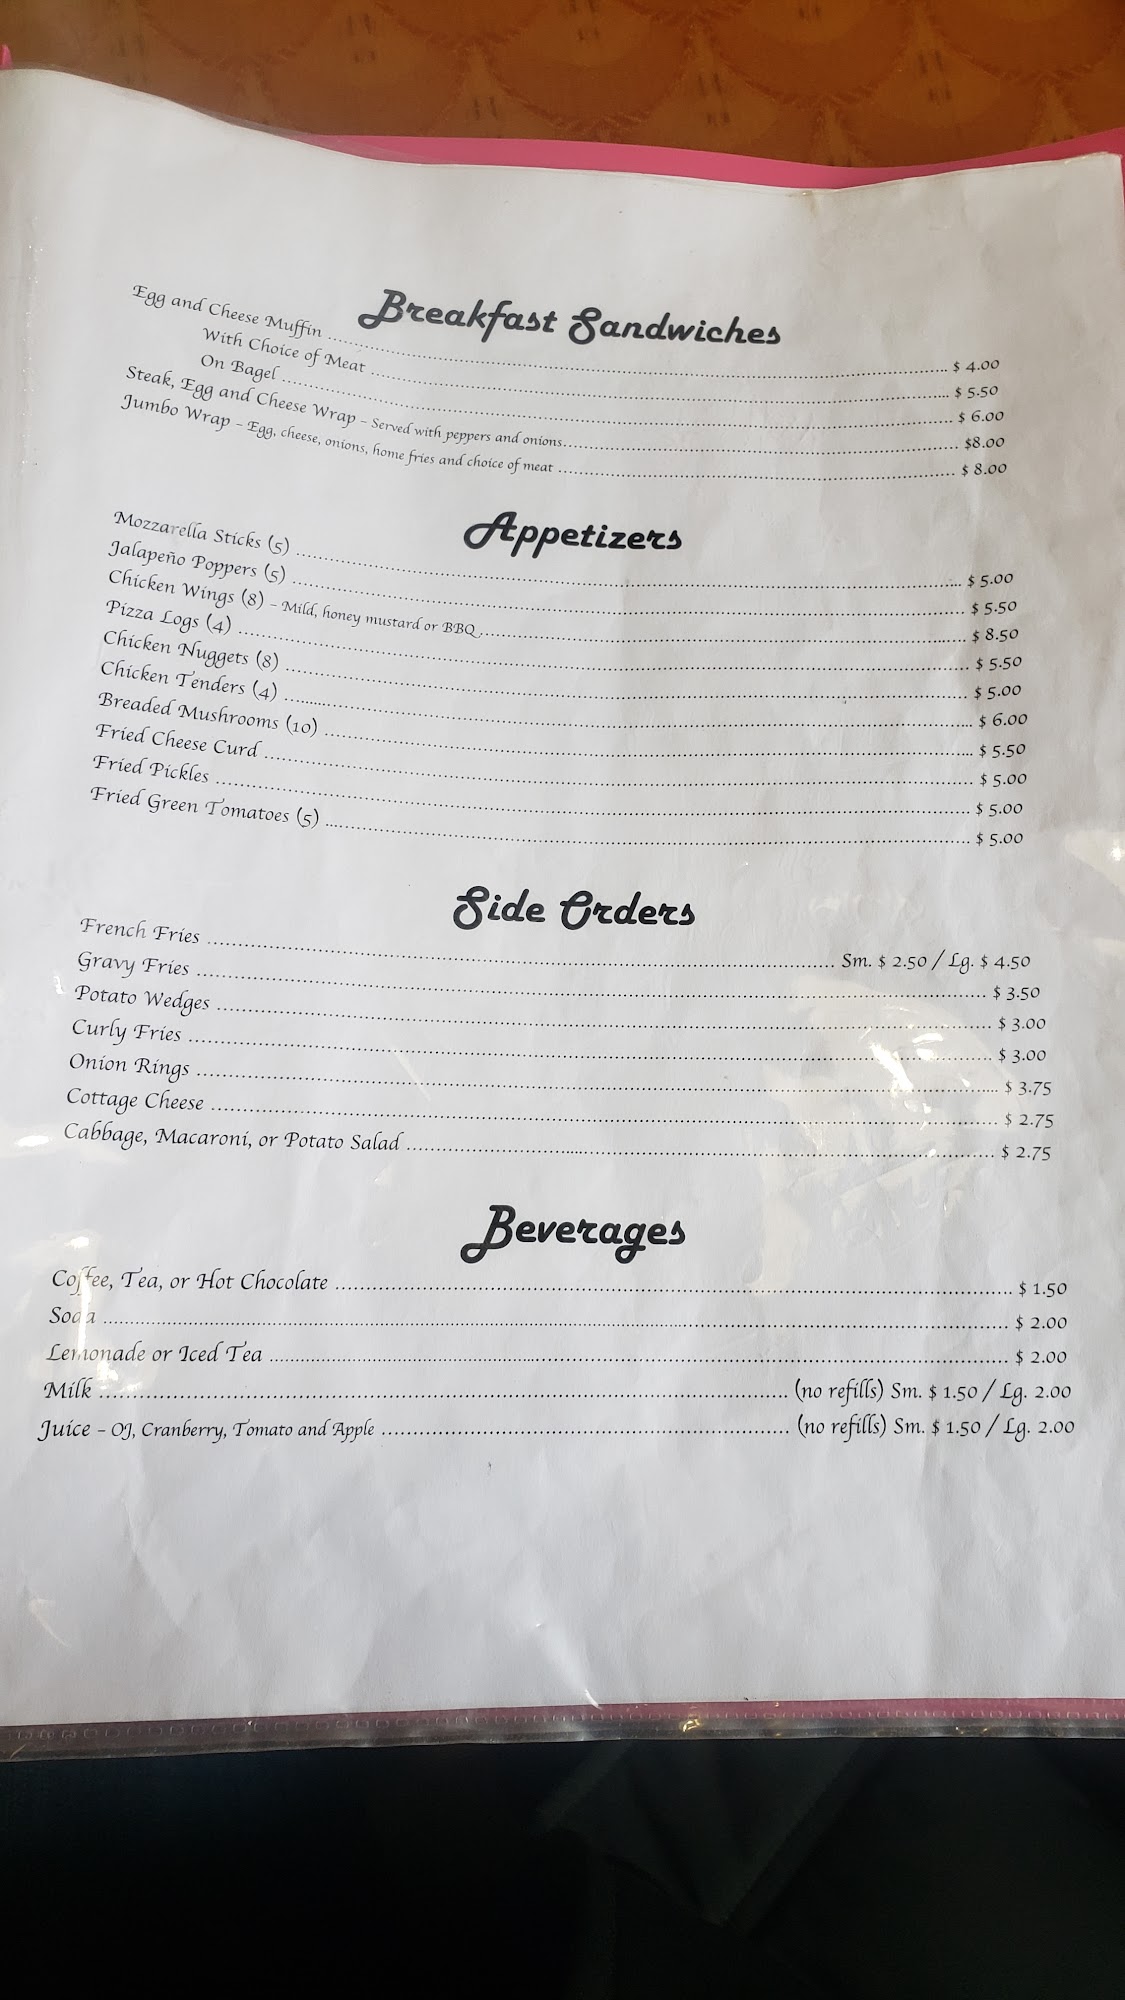 Breakfast Sandwiches
Egg and Cheese Muffin ........ $ 4.00
With Choice of Meat ........ $ 5.50
On Bagel ........ $ 6.00
Steak, Egg and Cheese Wrap – Served with peppers and onions........ $8.00
Jumbo Wrap – Egg, cheese, onions, home fries and choice of meat ........ $ 8.00
Appetizers
Mozzarella Sticks (5) ........ $ 5.00
Jalapeño Poppers (5) ........ $ 5.50
Chicken Wings (8) – Mild, honey mustard or BBQ ........ $ 8.50
Pizza Logs (4) ........ $ 5.50
Chicken Nuggets (8) ........ $ 5.00
Chicken Tenders (4) ........ $ 6.00
Breaded Mushrooms (10) ........ $ 5.50
Fried Cheese Curd ........ $ 5.00
Fried Pickles ........ $ 5.00
Fried Green Tomatoes (5) ........ $ 5.00
Side Orders
French Fries ........ Sm. $ 2.50 / Lg. $ 4.50
Gravy Fries ........ $ 3.50
Potato Wedges ........ $ 3.00
Curly Fries ........ $ 3.00
Onion Rings ........ $ 3.75
Cottage Cheese ........ $ 2.75
Cabbage, Macaroni, or Potato Salad ........ $ 2.75
Beverages
Coffee, Tea, or Hot Chocolate ........ $ 1.50
Soda ........ $ 2.00
Lemonade or Iced Tea ........ $ 2.00
Milk ........ (no refills) Sm. $ 1.50 / Lg. 2.00
Juice – OJ, Cranberry, Tomato and Apple ........ (no refills) Sm. $ 1.50 / Lg. 2.00